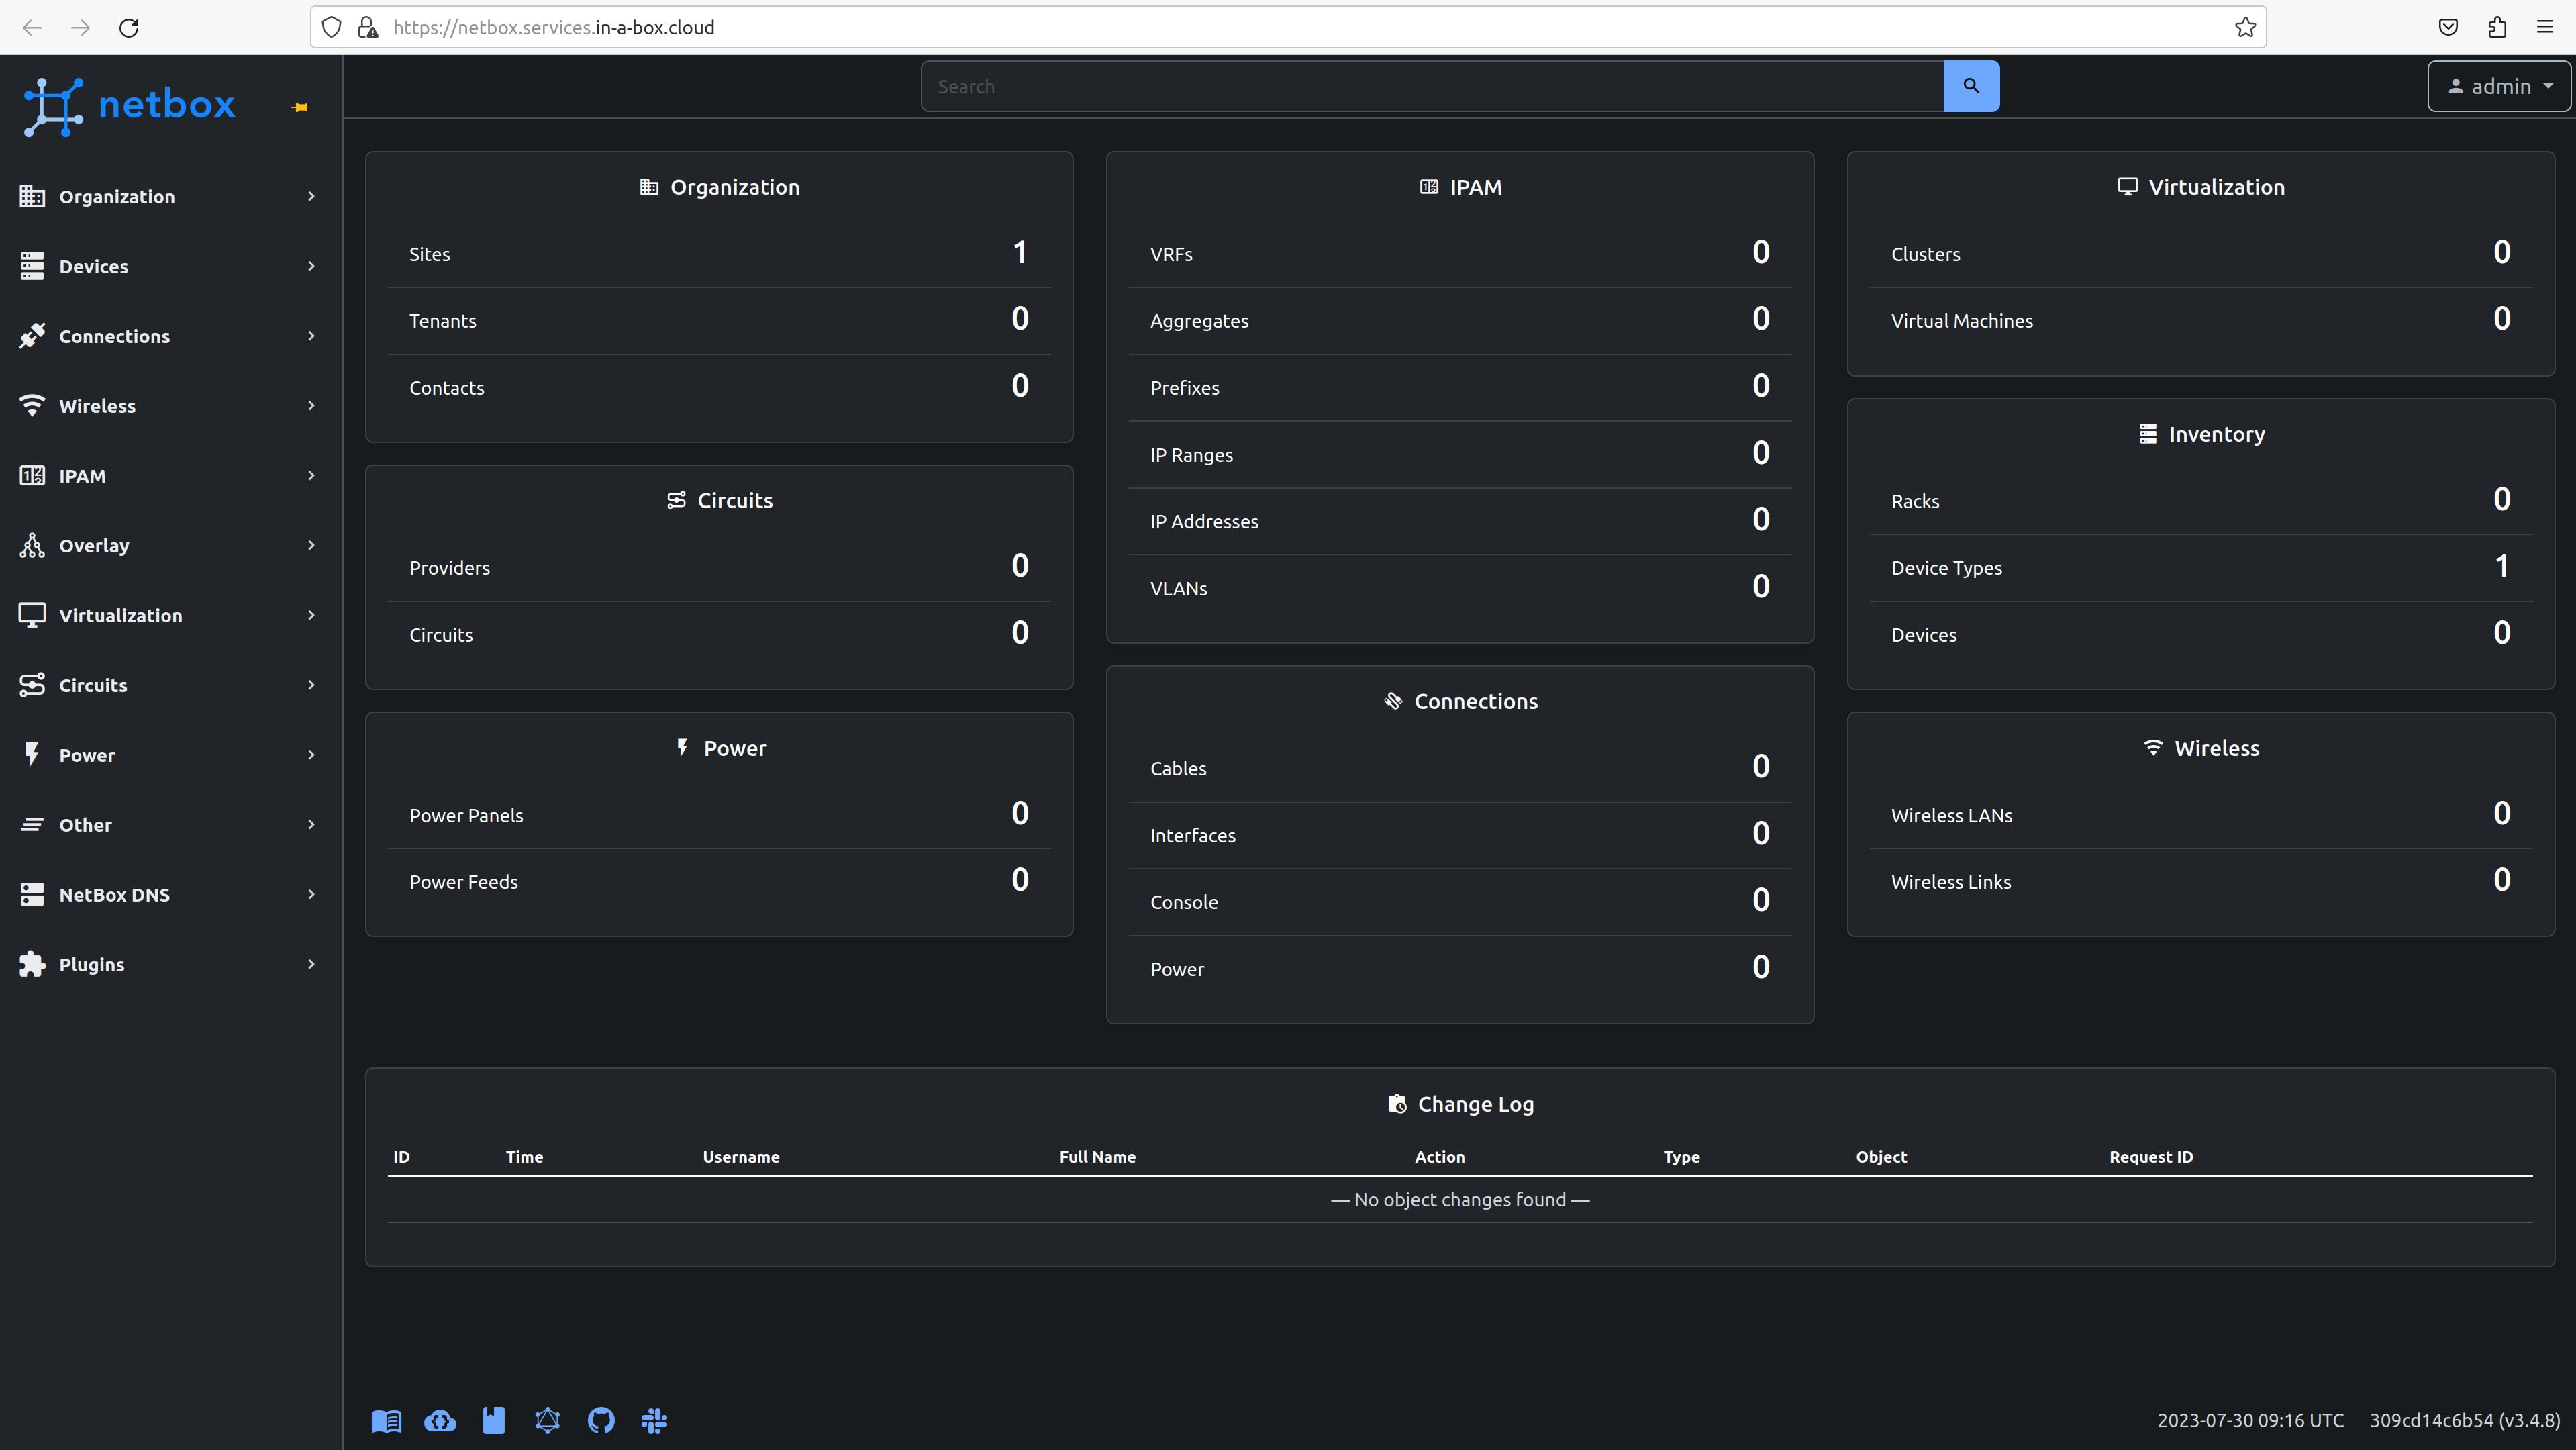 https://netbox.services.in-a-box.cloud
netbox
Search
admin
Organization
Devices
Connections
Wireless
IPAM
Overlay
Virtualization
Circuits
Power
Other
NetBox DNS
Plugins
Organization
Sites 1
Tenants 0
Contacts 0
Circuits
Providers 0
Circuits 0
Power
Power Panels 0
Power Feeds 0
IPAM
VRFs 0
Aggregates 0
Prefixes 0
IP Ranges 0
IP Addresses 0
VLANs 0
Connections
Cables 0
Interfaces 0
Console 0
Power 0
Virtualization
Clusters 0
Virtual Machines 0
Inventory
Racks 0
Device Types 1
Devices 0
Wireless
Wireless LANs 0
Wireless Links 0
Change Log
ID Time Username Full Name Action Type Object Request ID
— No object changes found —
2023-07-30 09:16 UTC 309cd14c6b54 (v3.4.8)